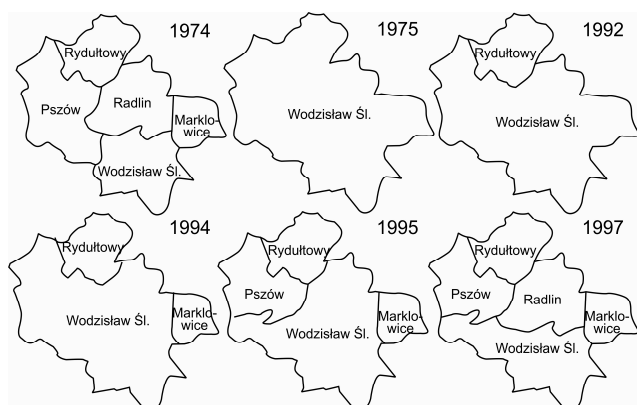 1974
Rydułtowy
Pszów
Radlin
Marklo-
wice
Wodzisław Śl.
1975
Wodzisław Śl.
1992
Rydułtowy
Wodzisław Śl.
1994
Rydułtowy
Marklo-
wice
Wodzisław Śl.
1995
Rydułtowy
Pszów
Marklo-
wice
Wodzisław Śl.
1997
Rydułtowy
Pszów
Radlin
Marklo-
wice
Wodzisław Śl.